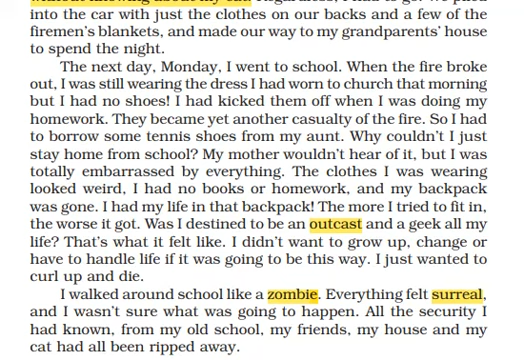 into the car with just the clothes on our backs and a few of the
firemen's blankets, and made our way to my grandparents' house
to spend the night.
The next day, Monday, I went to school. When the fire broke
out, I was still wearing the dress I had worn to church that morning
but I had no shoes! I had kicked them off when I was doing my
homework. They became yet another casualty of the fire. So I had
to borrow some tennis shoes from my aunt. Why couldn't I just
stay home from school? My mother wouldn't hear of it, but I was
totally embarrassed by everything. The clothes I was wearing
looked weird, I had no books or homework, and my backpack
was gone. I had my life in that backpack! The more I tried to fit in,
the worse it got. Was I destined to be an outcast and a geek all my
life? That's what it felt like. I didn't want to grow up, change or
have to handle life if it was going to be this way. I just wanted to
curl up and die.
I walked around school like a zombie. Everything felt surreal,
and I wasn't sure what was going to happen. All the security I
had known, from my old school, my friends, my house and my
cat had all been ripped away.